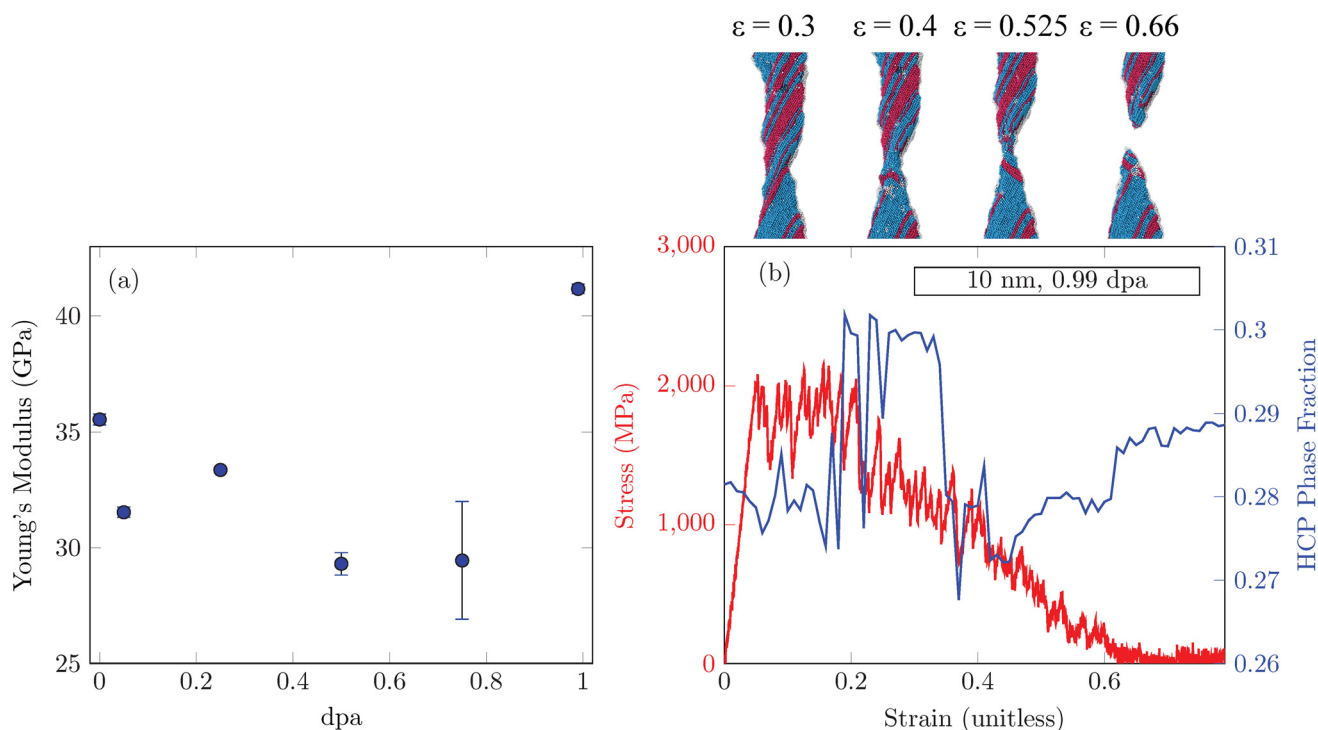 ε = 0.3 ε = 0.4 ε = 0.525 ε = 0.66
(a)
40
35
30
25
0 0.2 0.4 0.6 0.8 1
dpa
Young's Modulus (GPa)
(b)
10 nm, 0.99 dpa
3,000
2,000
1,000
0
Stress (MPa)
0 0.2 0.4 0.6
Strain (unitless)
0.31
0.3
0.29
0.28
0.27
0.26
HCP Phase Fraction